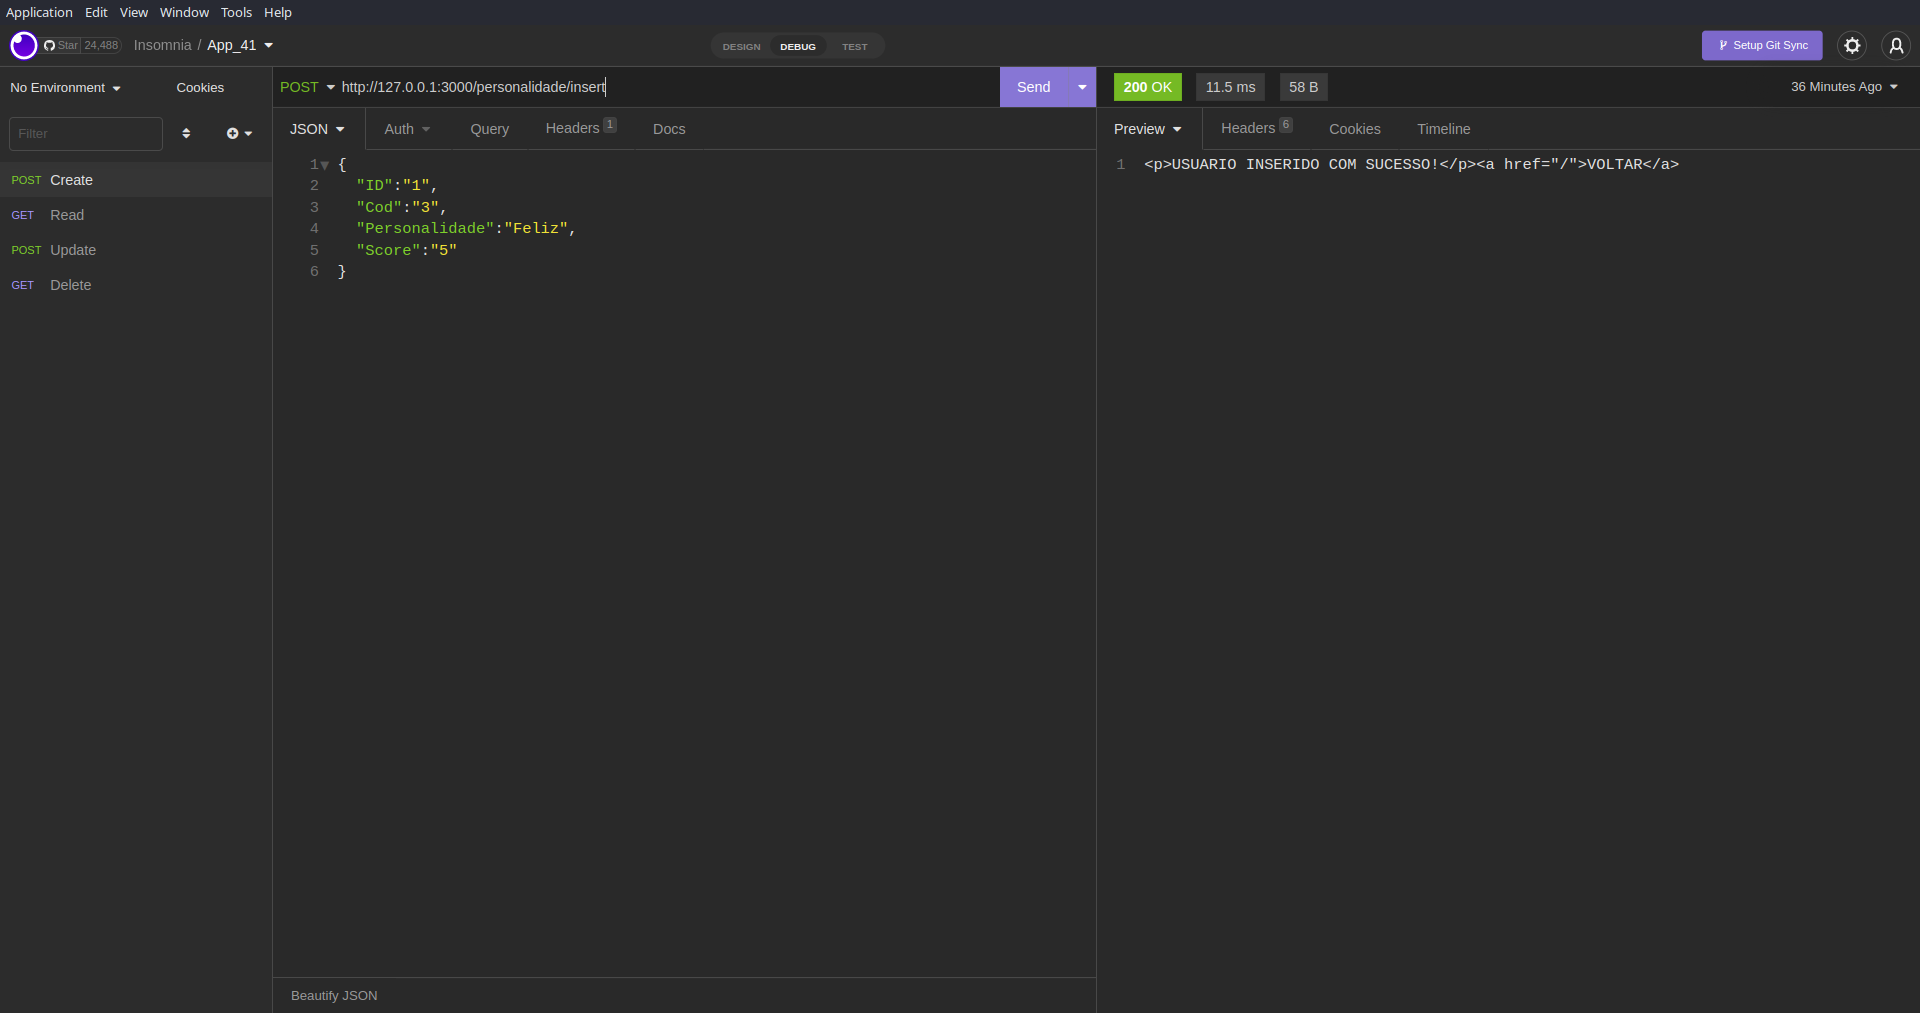 Application Edit View Window Tools Help
Star 24,488 Insomnia / App_41 DESIGN DEBUG TEST Setup Git Sync
No Environment Cookies
Filter
POST Create
GET Read
POST Update
GET Delete
POST http://127.0.0.1:3000/personalidade/insert Send
JSON Auth Query Headers 1 Docs
1 {
2 "ID":"1",
3 "Cod":"3",
4 "Personalidade":"Feliz",
5 "Score":"5"
6 }
Beautify JSON
200 OK 11.5 ms 58 B 36 Minutes Ago
Preview Headers 6 Cookies Timeline
1 <p>USUARIO INSERIDO COM SUCESSO!</p><a href="/">VOLTAR</a>